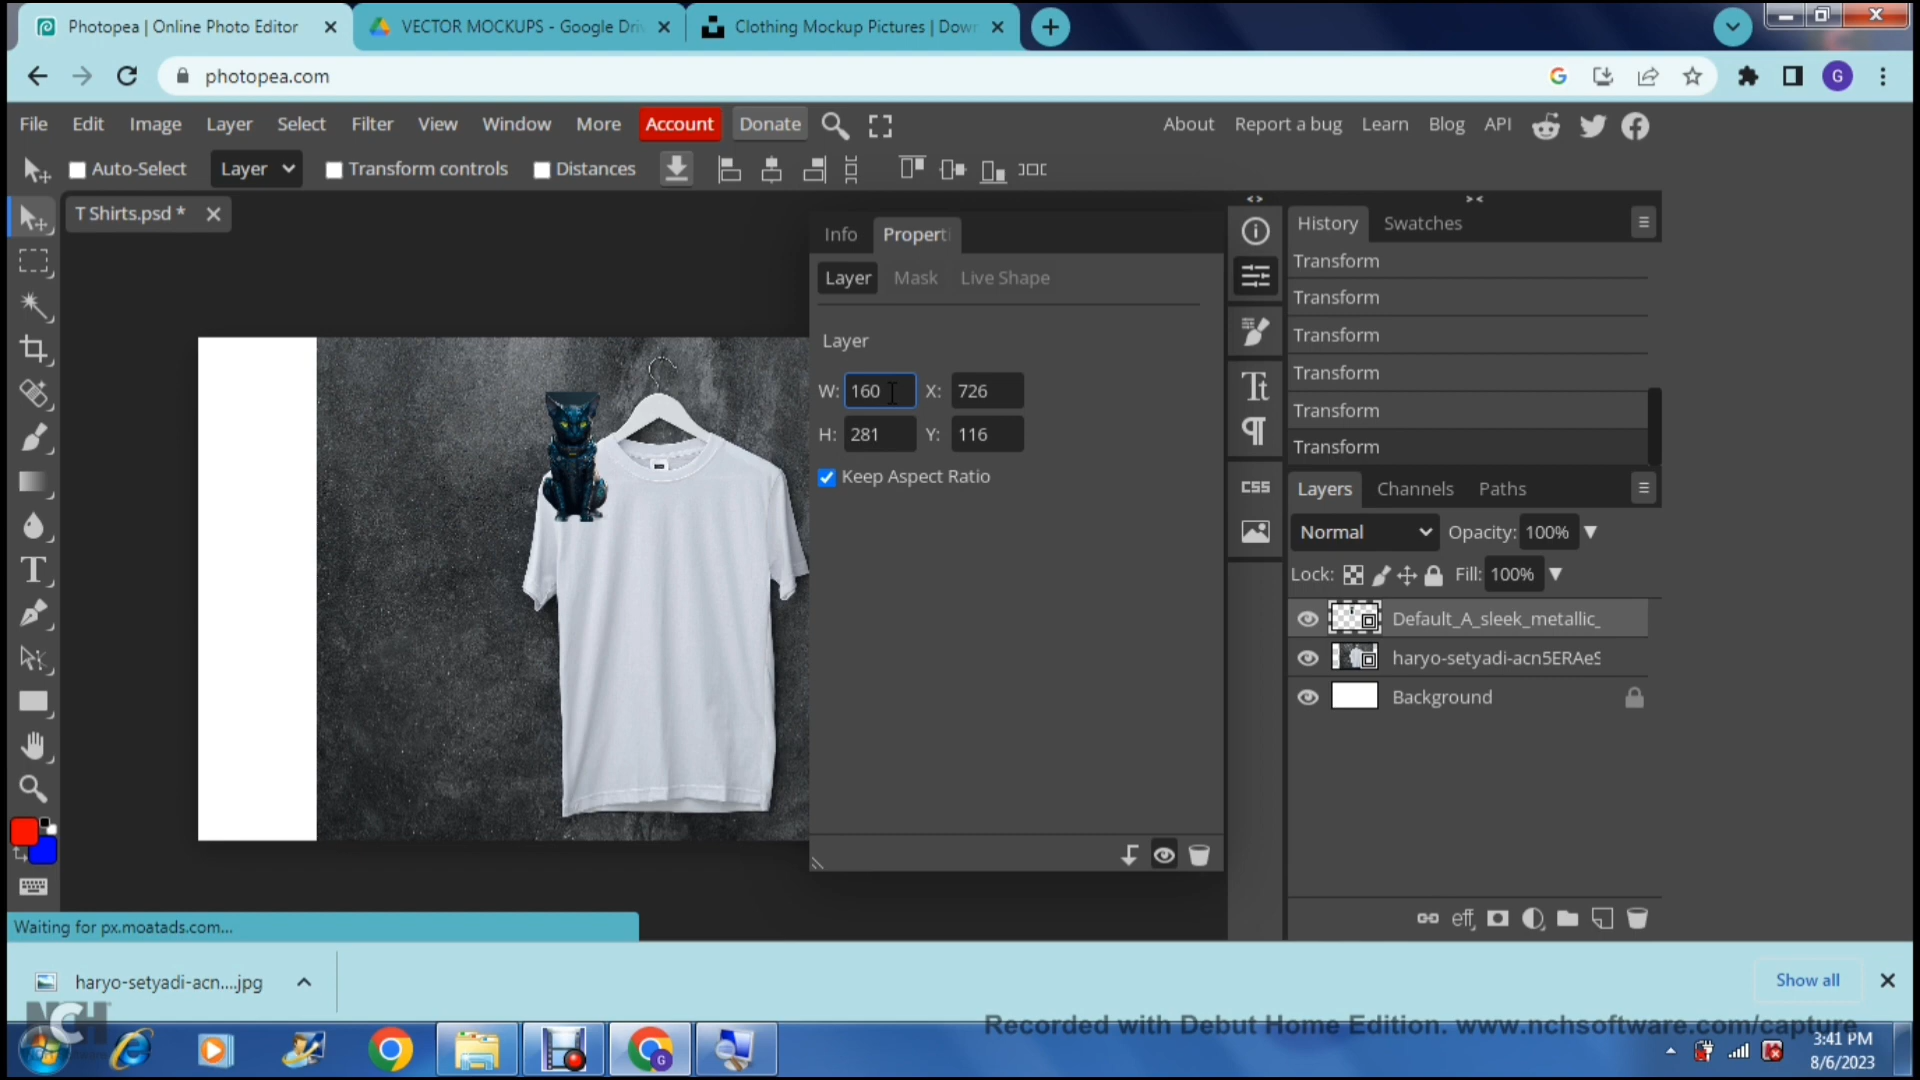 Photopea | Online Photo Editor
VECTOR MOCKUPS - Google Dri
Clothing Mockup Pictures | Dow
photopea.com
G
File Edit Image Layer Select Filter View Window More Account Donate
About Report a bug Learn Blog API
Auto-Select Layer Transform controls Distances
T Shirts.psd *
Info Propert
Layer Mask Live Shape
Layer
W: 160 X: 726
H: 281 Y: 116
Keep Aspect Ratio
CSS
History Swatches
Transform
Transform
Transform
Transform
Transform
Transform
Layers Channels Paths
Normal Opacity: 100%
Lock: Fill: 100%
Default_A_sleek_metallic_
haryo-setyadi-acn5ERAeS
Background
eff
Waiting for px.moatads.com...
haryo-setyadi-acn....jpg
Show all
NCH
Recorded with Debut Home Edition. www.nchsoftware.com/capture
3:41 PM
8/6/2023